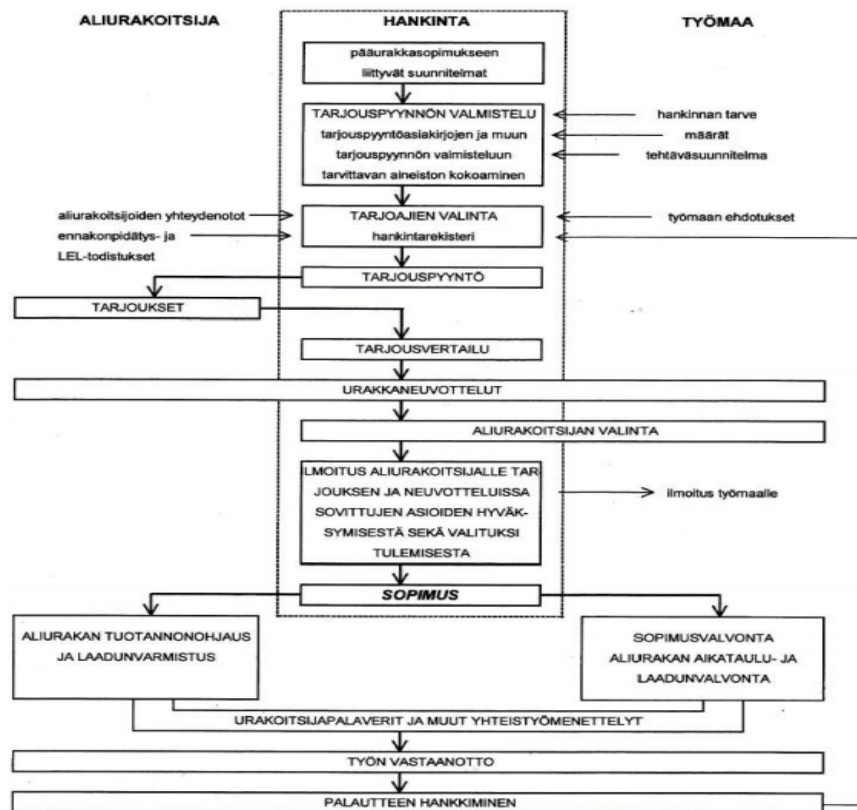 ALIURAKOITSIJA HANKINTA TYÖMAA
pääurakkasopimukseen
liittyvät suunnitelmat
TARJOUSPYYNNÖN VALMISTELU
tarjouspyyntöasiakirjojen ja muun
tarjouspyynnön valmisteluun
tarvittavan aineiston kokoaminen
hankinnan tarve
määrät
tehtäväsuunnitelma
aliurakoitsijoiden yhteydenotot
ennakonpidätys- ja
LEL-todistukset
TARJOAJIEN VALINTA
hankintarekisteri
työmaan ehdotukset
TARJOUSPYYNTÖ
TARJOUKSET
TARJOUSVERTAILU
URAKKANEUVOTTELUT
ALIURAKOITSIJAN VALINTA
ILMOITUS ALIURAKOITSIJALLE TAR
JOUKSEN JA NEUVOTTELUISSA
SOVITTUJEN ASIOIDEN HYVÄK-
SYMISESTÄ SEKÄ VALITUKSI
TULEMISESTA
ilmoitus työmaalle
SOPIMUS
ALIURAKAN TUOTANNONOHJAUS
JA LAADUNVARMISTUS
SOPIMUSVALVONTA
ALIURAKAN AIKATAULU- JA
LAADUNVALVONTA
URAKOITSIJAPALAVERIT JA MUUT YHTEISTYÖMENETTELYT
TYÖN VASTAANOTTO
PALAUTTEEN HANKKIMINEN